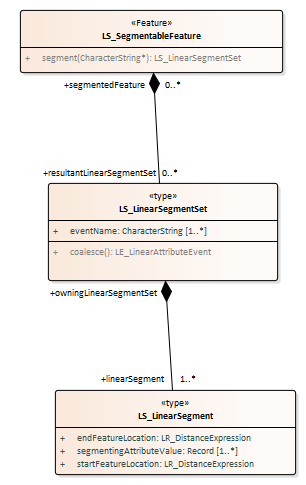 «Feature»
LS_SegmentableFeature
+ segment(CharacterString*): LS_LinearSegmentSet
+segmentedFeature 0..*
+resultantLinearSegmentSet 0..*
«type»
LS_LinearSegmentSet
+ eventName: CharacterString [1..*]
+ coalesce(): LE_LinearAttributeEvent
+owningLinearSegmentSet
+linearSegment 1..*
«type»
LS_LinearSegment
+ endFeatureLocation: LR_DistanceExpression
+ segmentingAttributeValue: Record [1..*]
+ startFeatureLocation: LR_DistanceExpression